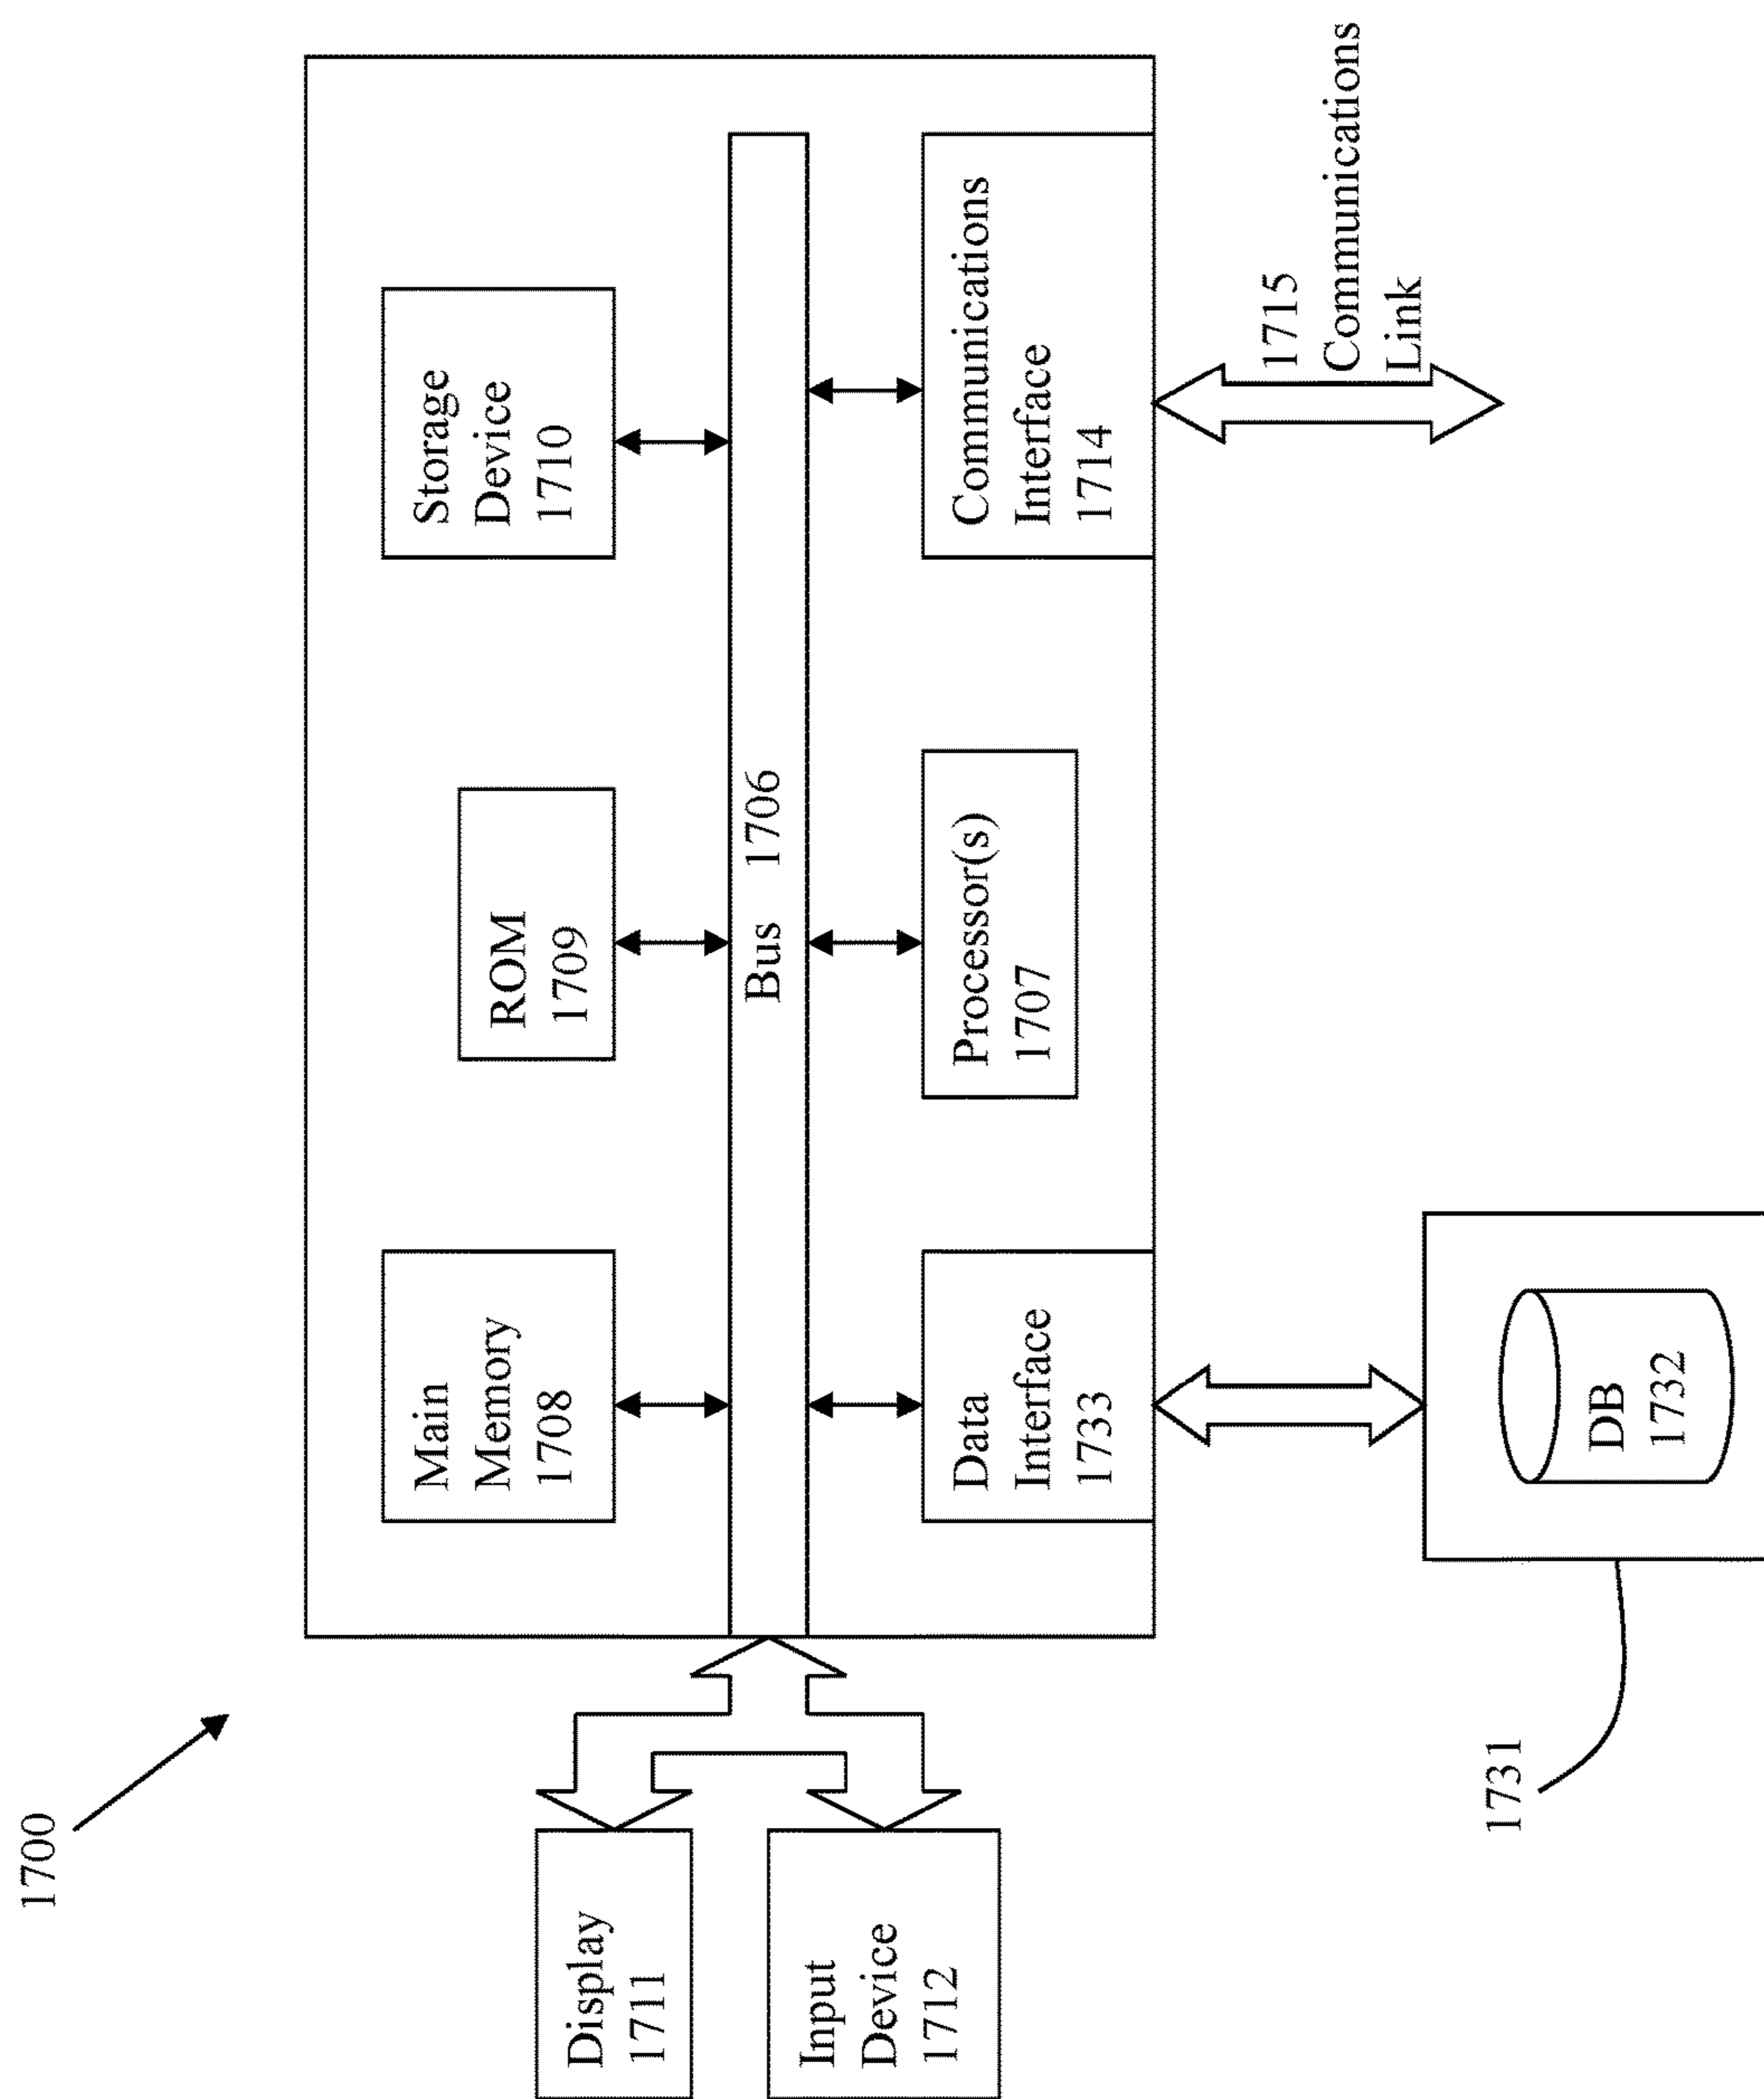 1700
Main
Memory
1708
ROM
1709
Storage
Device
1710
Display
1711
Bus 1706
Input
Device
1712
Data
Interface
1733
Processor(s)
1707
Communications
Interface
1714
1715
Communications
Link
1731
DB
1732